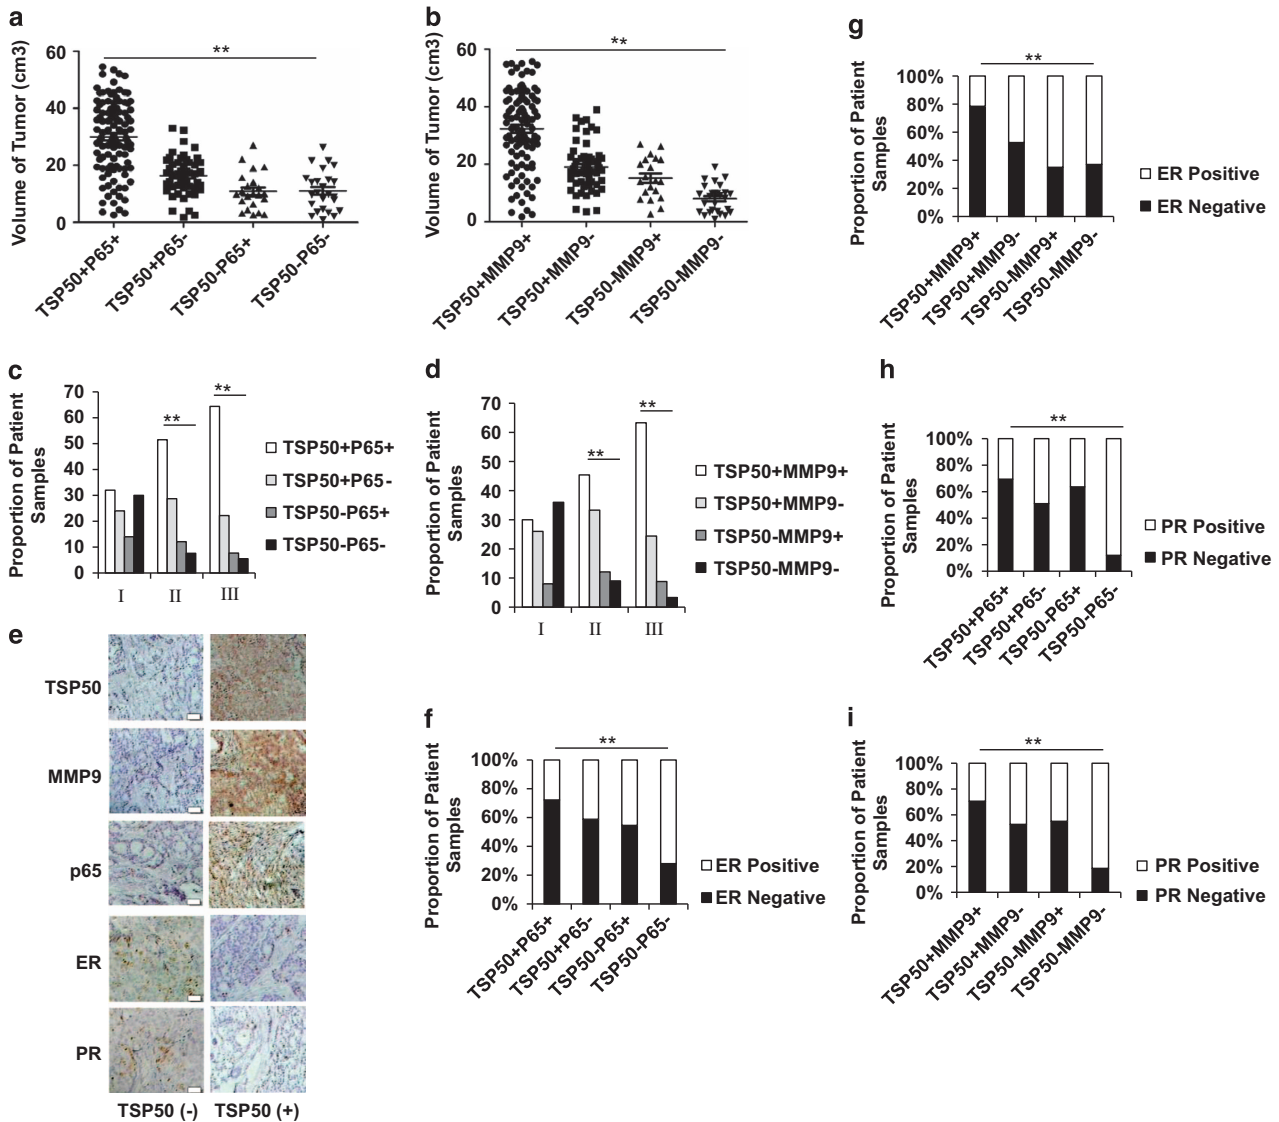 a
Volume of Tumor (cm3)
60
40
20
0
**
TSP50+P65+
TSP50+P65-
TSP50-P65+
TSP50-P65-
b
Volume of Tumor (cm3)
60
40
20
0
**
TSP50+MMP9+
TSP50+MMP9-
TSP50-MMP9+
TSP50-MMP9-
g
Proportion of Patient
Samples
100%
80%
60%
40%
20%
0%
**
TSP50+MMP9+
TSP50+MMP9-
TSP50-MMP9+
TSP50-MMP9-
ER Positive
ER Negative
c
Proportion of Patient
Samples
70
60
50
40
30
20
10
0
**
**
I
II
III
TSP50+P65+
TSP50+P65-
TSP50-P65+
TSP50-P65-
d
Proportion of Patient
Samples
70
60
50
40
30
20
10
0
**
**
I
II
III
TSP50+MMP9+
TSP50+MMP9-
TSP50-MMP9+
TSP50-MMP9-
h
Proportion of Patient
Samples
100%
80%
60%
40%
20%
0%
**
TSP50+P65+
TSP50+P65-
TSP50-P65+
TSP50-P65-
PR Positive
PR Negative
e
TSP50
MMP9
p65
ER
PR
TSP50 (-)
TSP50 (+)
f
Proportion of Patient
Samples
100%
80%
60%
40%
20%
0%
**
TSP50+P65+
TSP50+P65-
TSP50-P65+
TSP50-P65-
ER Positive
ER Negative
i
Proportion of Patient
Samples
100%
80%
60%
40%
20%
0%
**
TSP50+MMP9+
TSP50+MMP9-
TSP50-MMP9+
TSP50-MMP9-
PR Positive
PR Negative